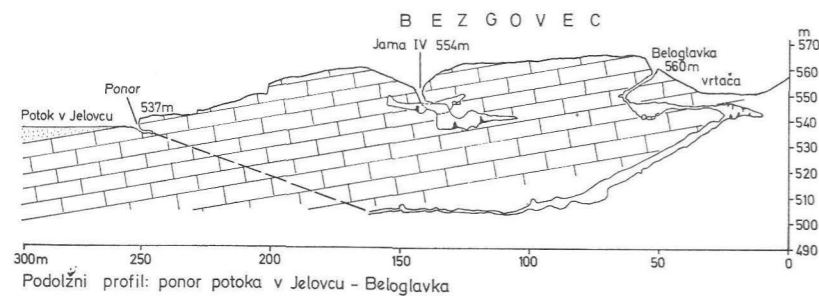 BEZGOVEC
Jama IV 554m
Beloglavka
560m
vrtača
Ponor
537m
Potok v Jelovcu
m
570
560
550
540
530
520
510
500
490
300m 250 200 150 100 50 0
Podolžni profil: ponor potoka v Jelovcu - Beloglavka